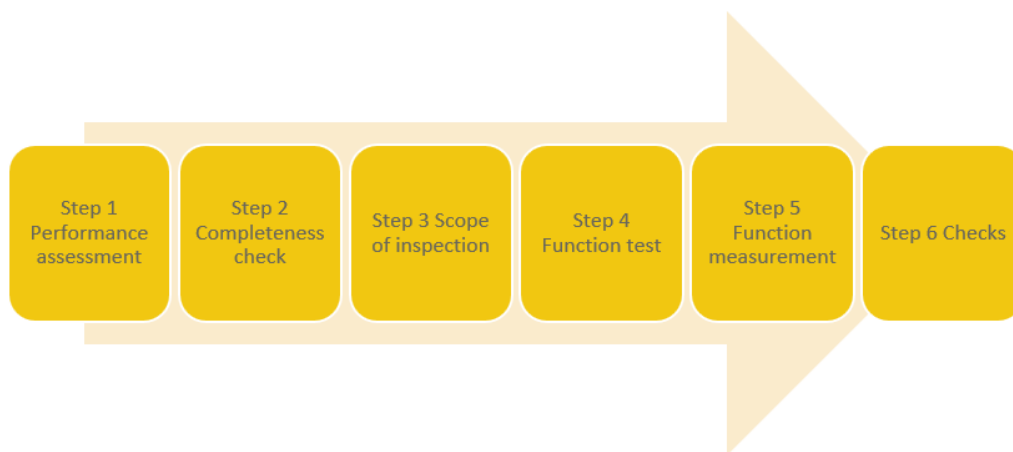 Step 1
Performance
assessment
Step 2
Completeness
check
Step 3 Scope
of inspection
Step 4
Function test
Step 5
Function
measurement
Step 6 Checks